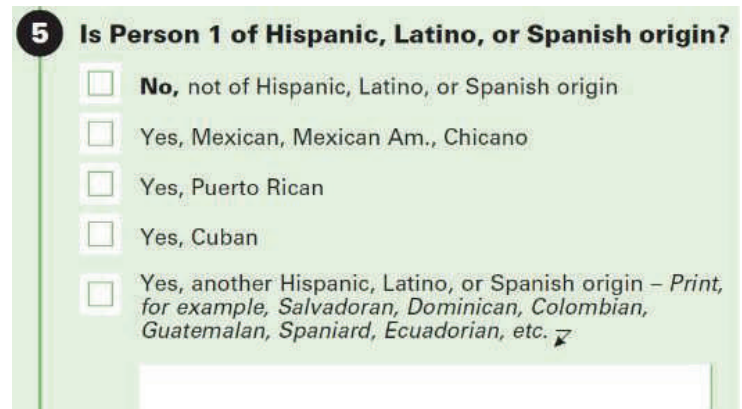 5 Is Person 1 of Hispanic, Latino, or Spanish origin?
No, not of Hispanic, Latino, or Spanish origin
Yes, Mexican, Mexican Am., Chicano
Yes, Puerto Rican
Yes, Cuban
Yes, another Hispanic, Latino, or Spanish origin – Print,
for example, Salvadoran, Dominican, Colombian,
Guatemalan, Spaniard, Ecuadorian, etc.